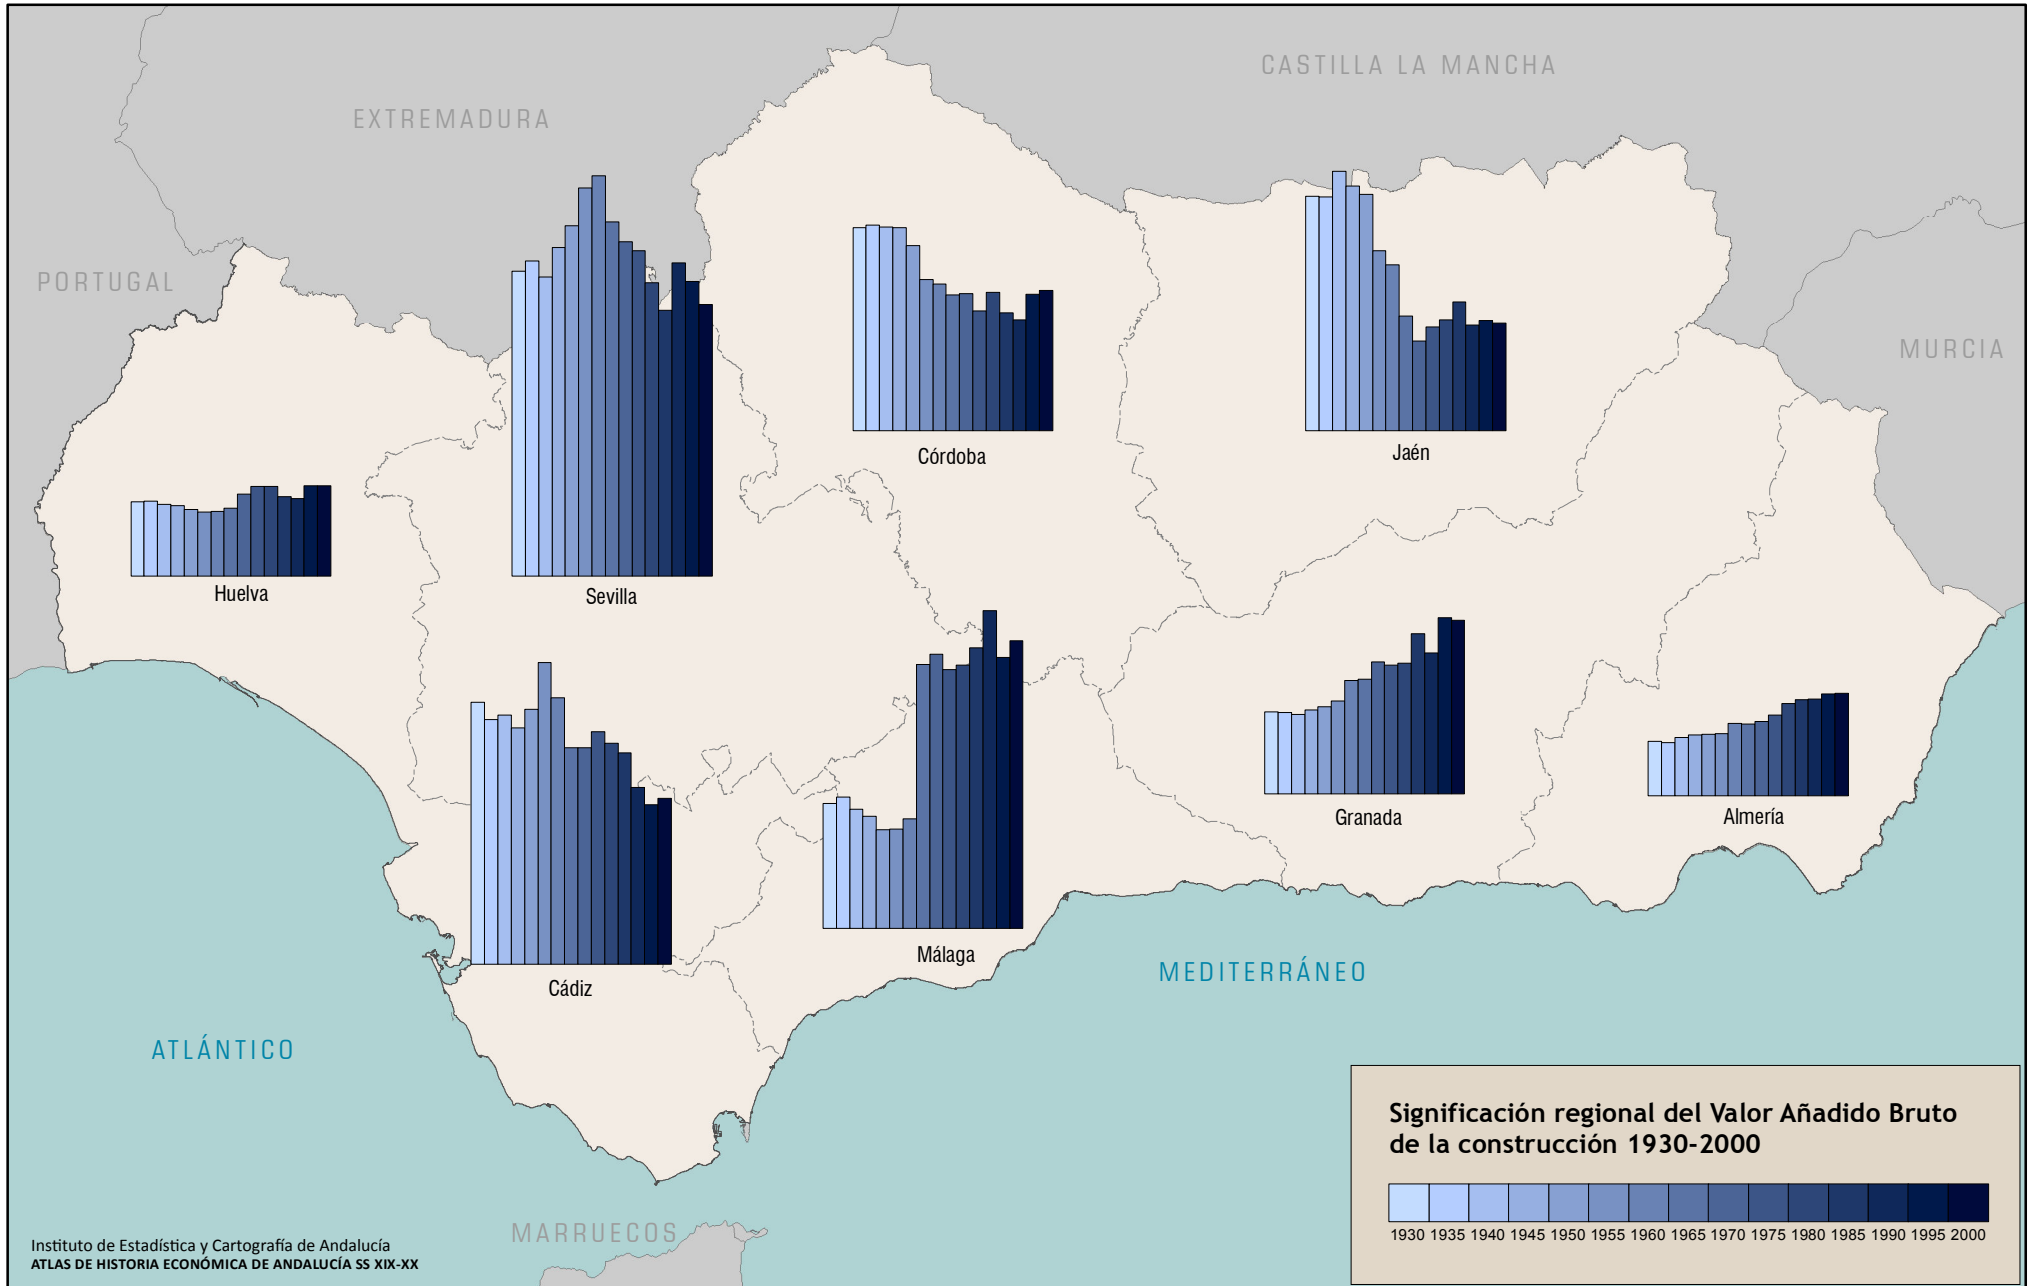 CASTILLA LA MANCHA
EXTREMADURA
PORTUGAL
MURCIA
Córdoba
Jaén
Huelva
Sevilla
Granada
Almería
Málaga
Cádiz
MEDITERRÁNEO
ATLÁNTICO
MARRUECOS
Significación regional del Valor Añadido Bruto
de la construcción 1930-2000
1930 1935 1940 1945 1950 1955 1960 1965 1970 1975 1980 1985 1990 1995 2000
Instituto de Estadística y Cartografía de Andalucía
ATLAS DE HISTORIA ECONÓMICA DE ANDALUCÍA SS XIX-XX